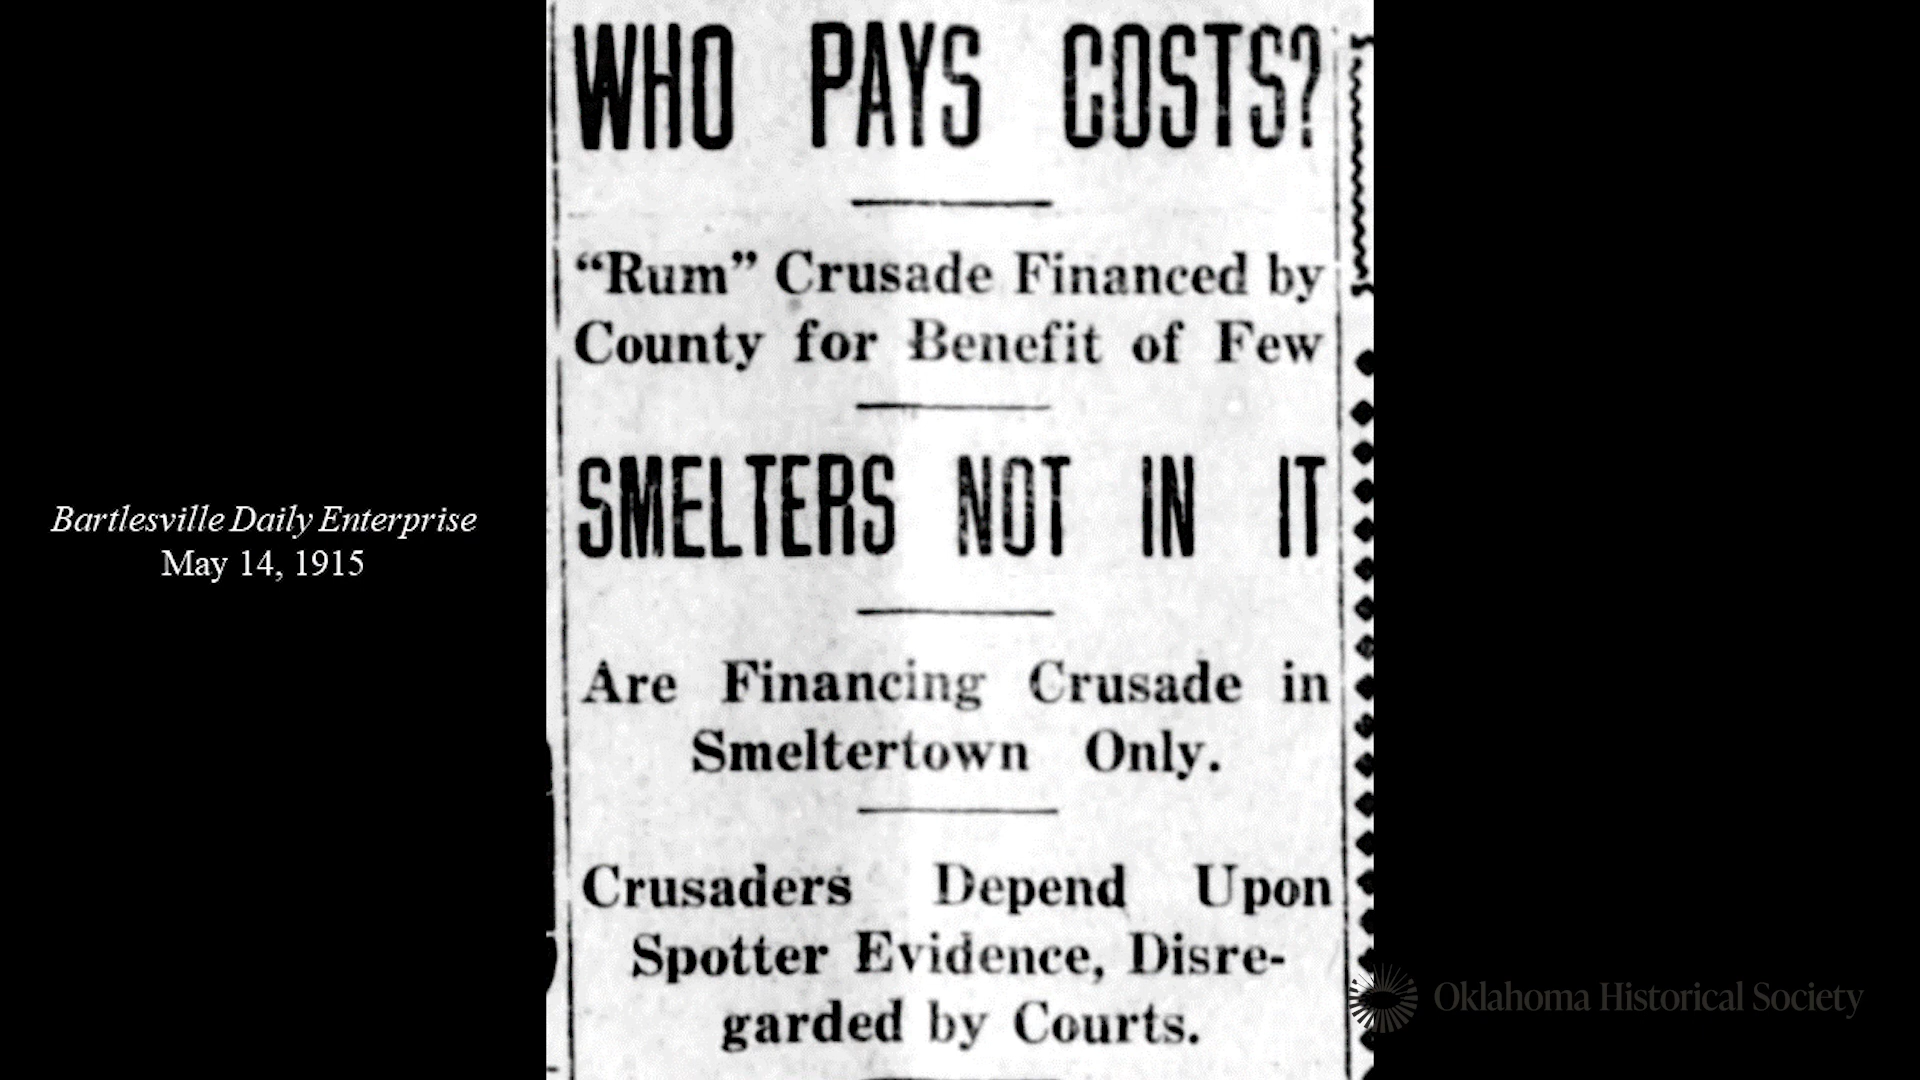 WHO PAYS COSTS?
“Rum” Crusade Financed by
County for Benefit of Few
SMELTERS NOT IN IT
Are Financing Crusade in
Smeltertown Only.
Crusaders Depend Upon
Spotter Evidence, Disre-
garded by Courts.
Bartlesville Daily Enterprise
May 14, 1915
Oklahoma Historical Society